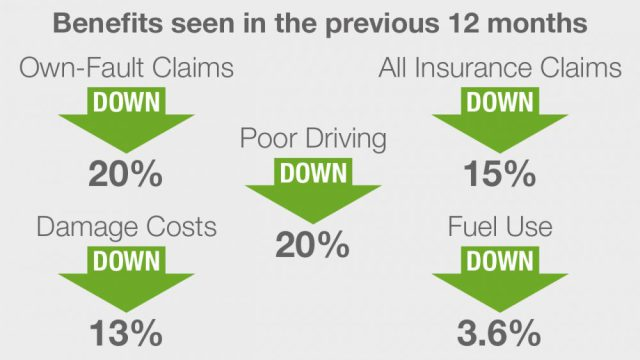 Benefits seen in the previous 12 months
Own-Fault Claims
DOWN
20%
All Insurance Claims
DOWN
15%
Poor Driving
DOWN
20%
Damage Costs
DOWN
13%
Fuel Use
DOWN
3.6%